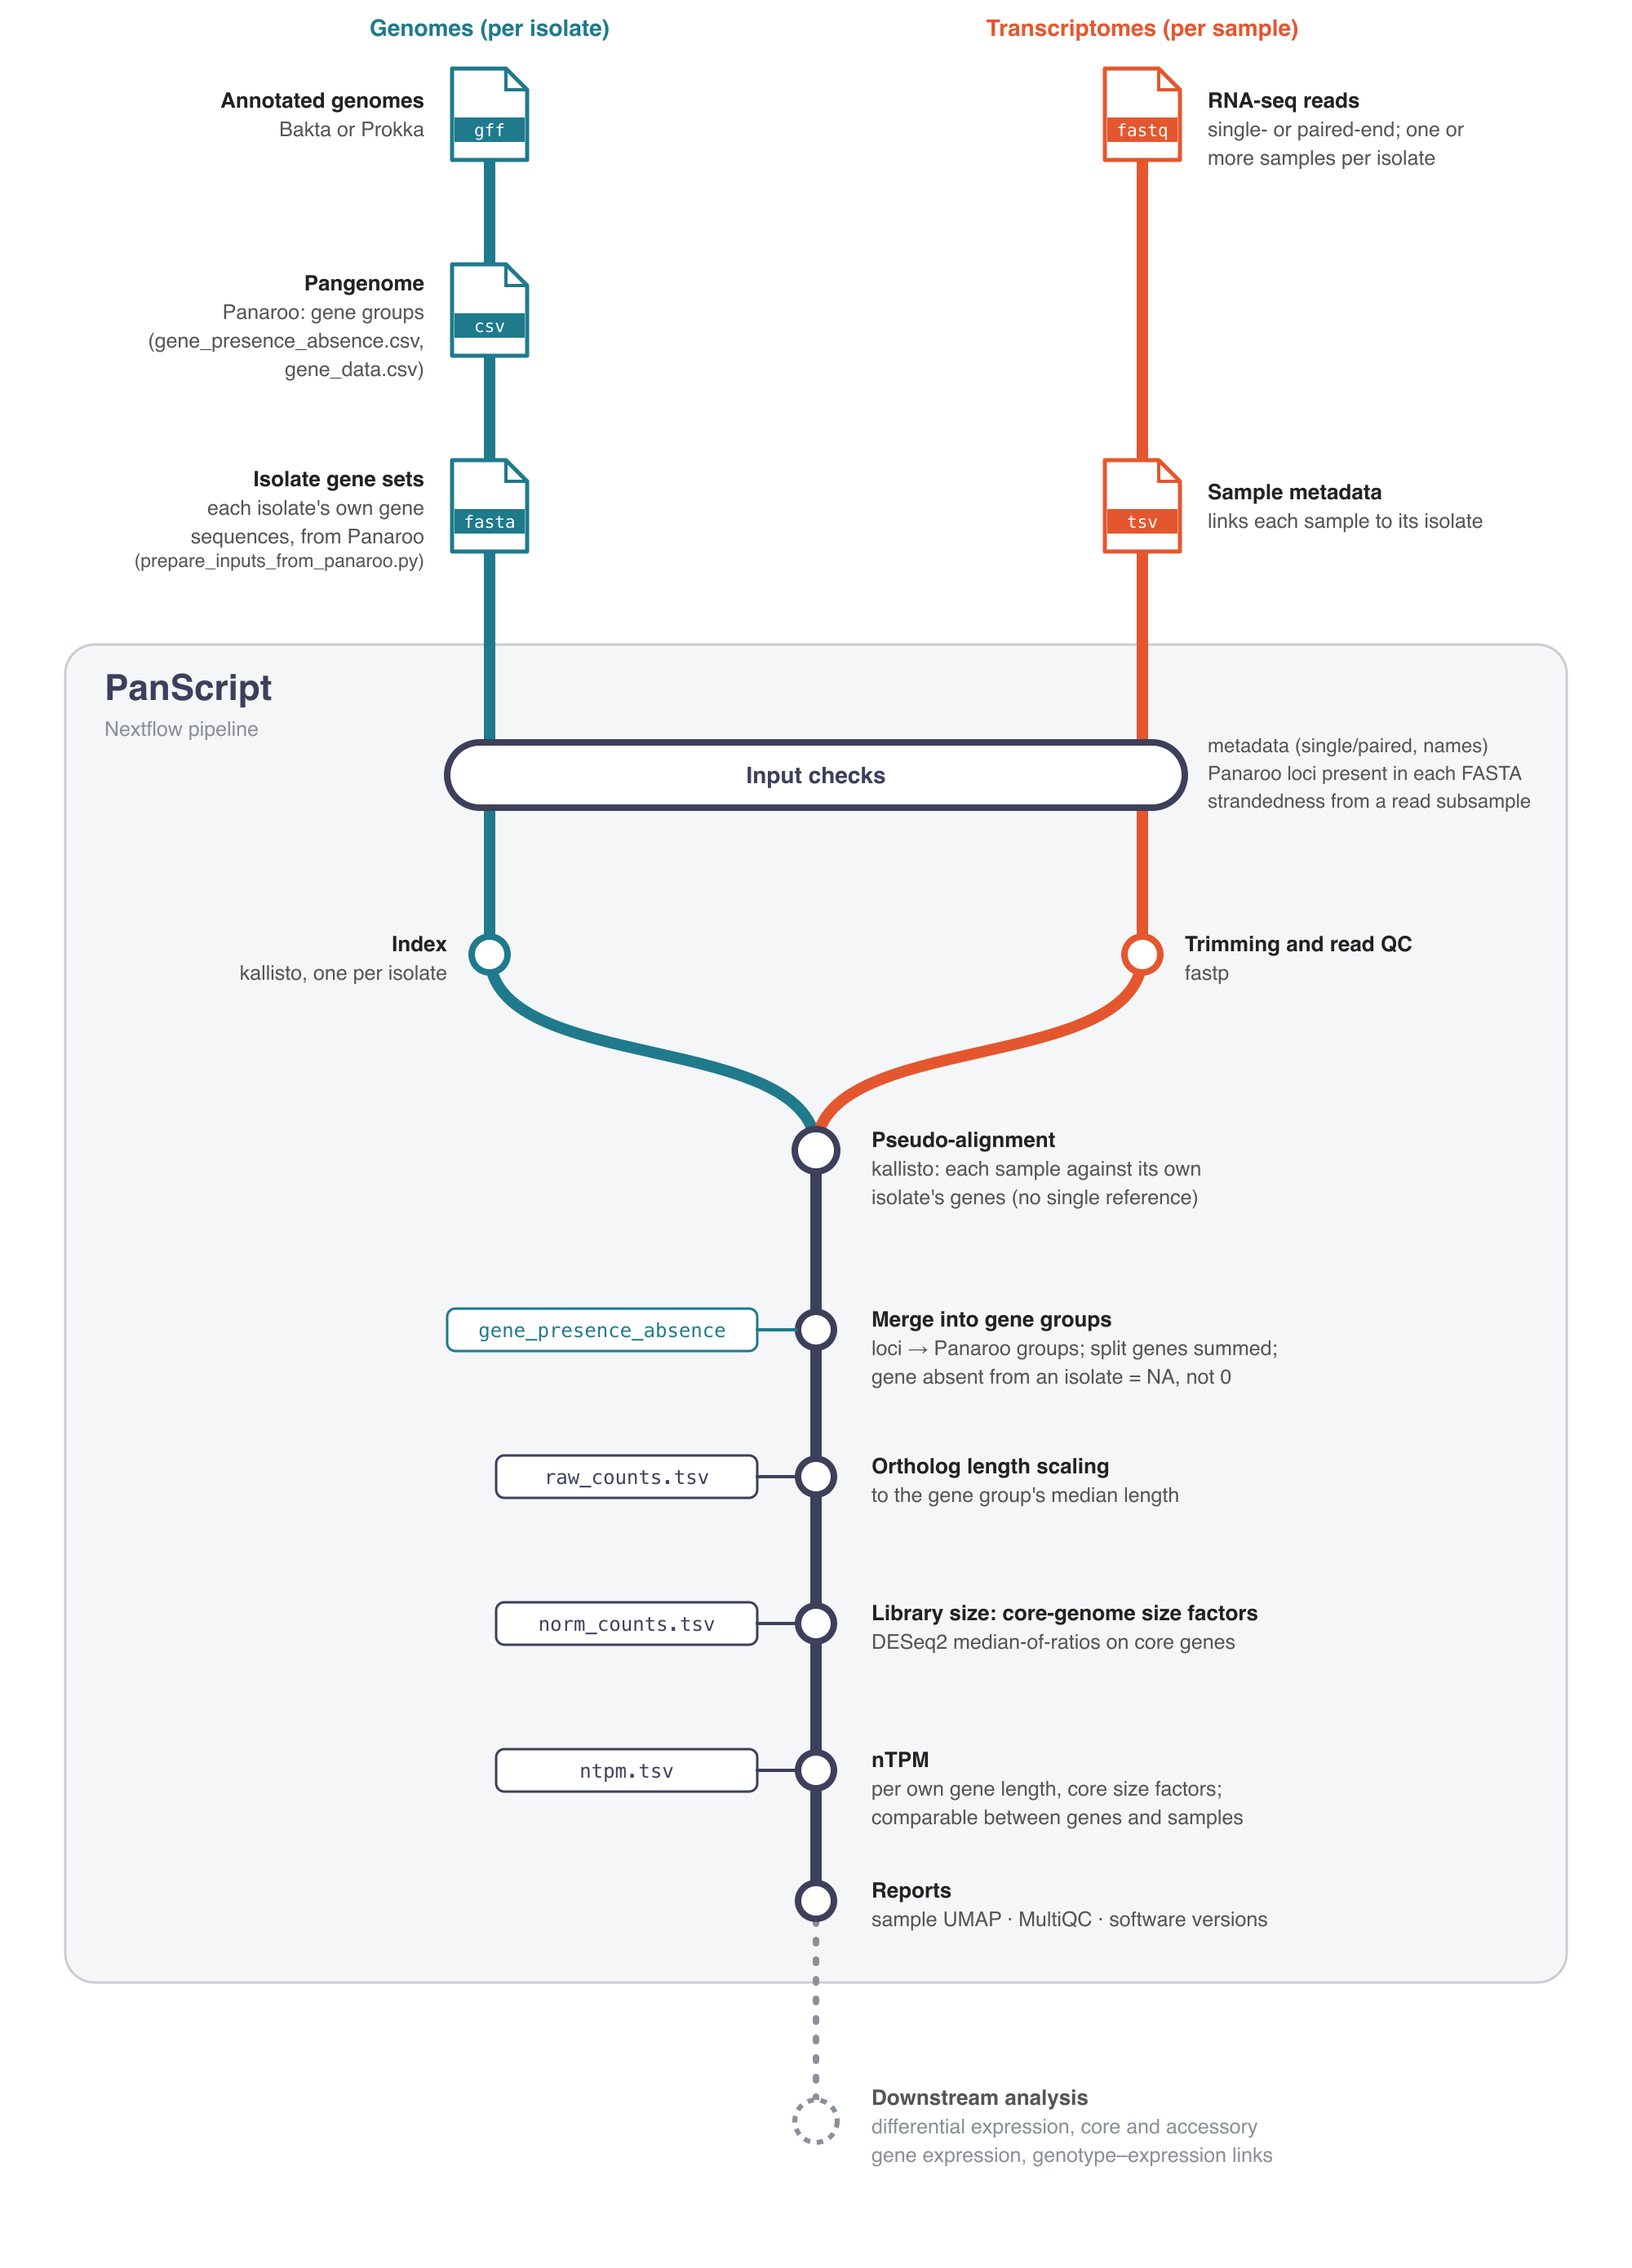 Genomes (per isolate)
Transcriptomes (per sample)
Annotated genomes
Bakta or Prokka
gff
fastq
RNA-seq reads
single- or paired-end; one or
more samples per isolate
Pangenome
Panaroo: gene groups
(gene_presence_absence.csv,
gene_data.csv)
csv
Isolate gene sets
each isolate's own gene
sequences, from Panaroo
(prepare_inputs_from_panaroo.py)
fasta
tsv
Sample metadata
links each sample to its isolate
PanScript
Nextflow pipeline
Input checks
metadata (single/paired, names)
Panaroo loci present in each FASTA
strandedness from a read subsample
Index
kallisto, one per isolate
Trimming and read QC
fastp
Pseudo-alignment
kallisto: each sample against its own
isolate's genes (no single reference)
gene_presence_absence
Merge into gene groups
loci → Panaroo groups; split genes summed;
gene absent from an isolate = NA, not 0
raw_counts.tsv
Ortholog length scaling
to the gene group's median length
norm_counts.tsv
Library size: core-genome size factors
DESeq2 median-of-ratios on core genes
ntpm.tsv
nTPM
per own gene length, core size factors;
comparable between genes and samples
Reports
sample UMAP · MultiQC · software versions
Downstream analysis
differential expression, core and accessory
gene expression, genotype–expression links